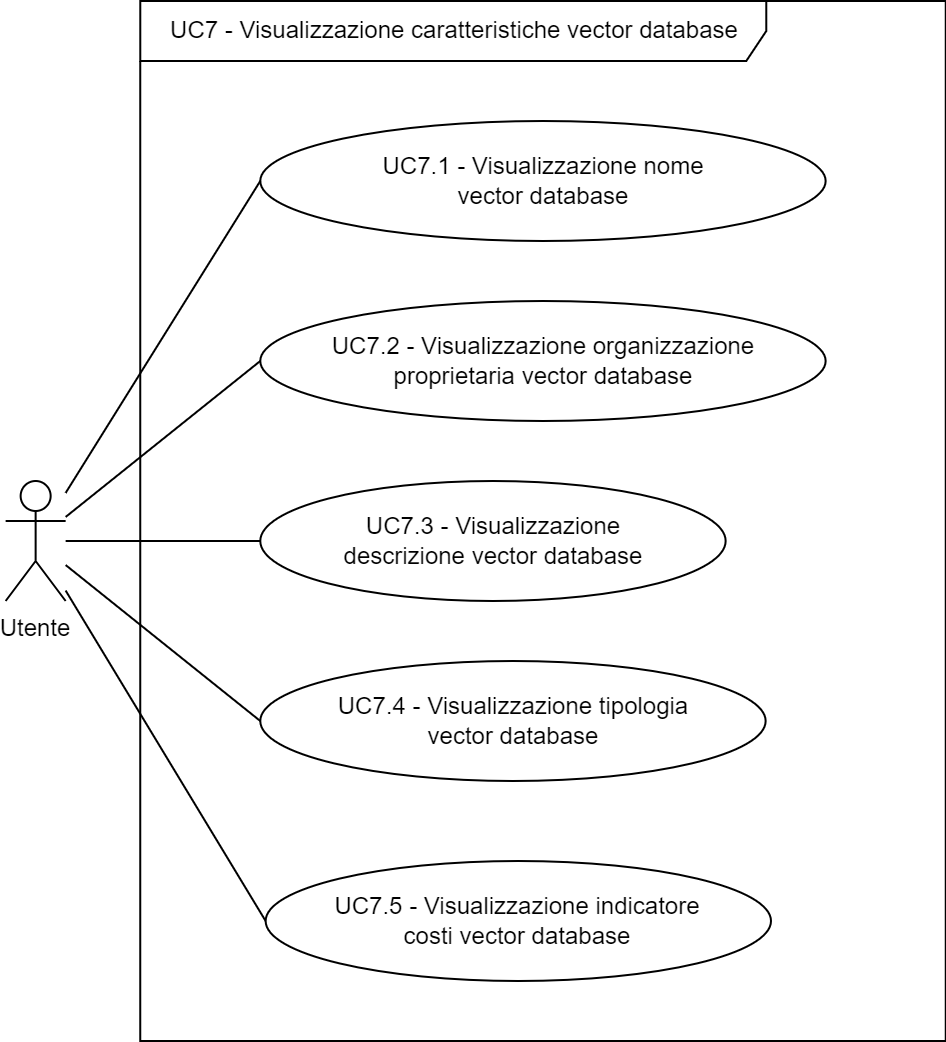 UC7 - Visualizzazione caratteristiche vector database
UC7.1 - Visualizzazione nome
vector database
UC7.2 - Visualizzazione organizzazione
proprietaria vector database
UC7.3 - Visualizzazione
descrizione vector database
Utente
UC7.4 - Visualizzazione tipologia
vector database
UC7.5 - Visualizzazione indicatore
costi vector database